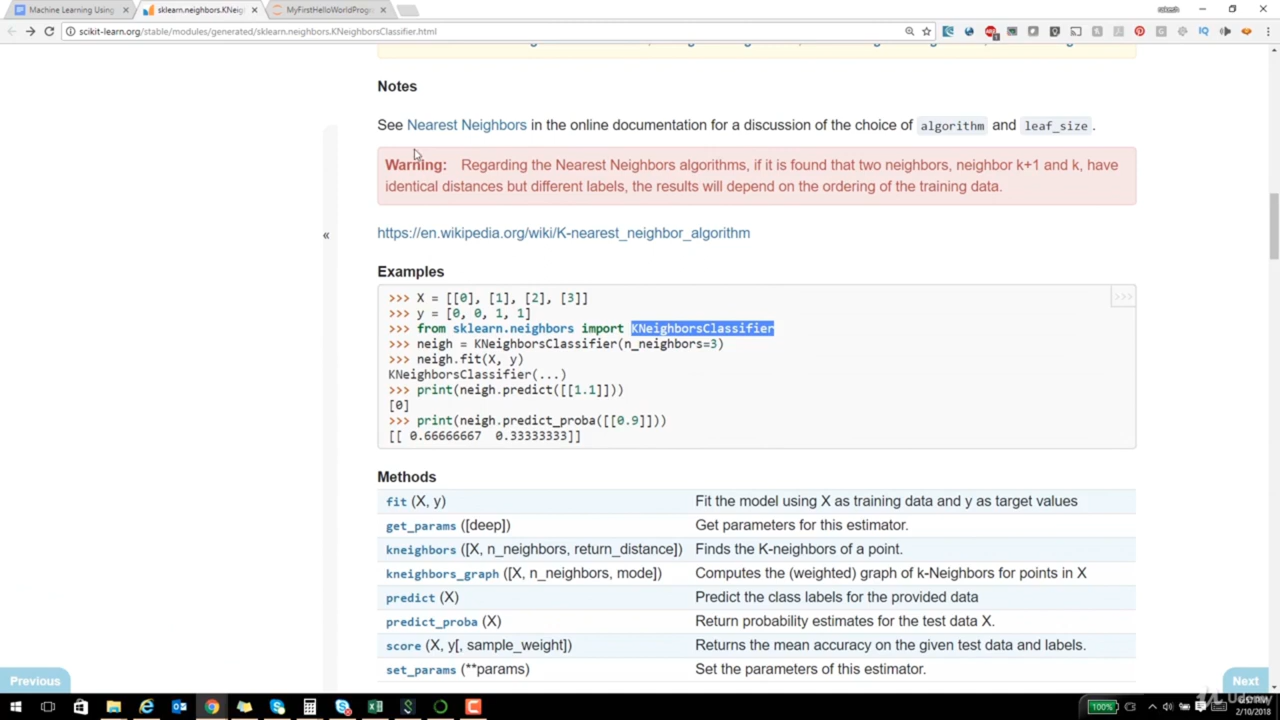 Machine Learning Using
sklearn.neighbors.KNeig
MyFirstHelloWorldProgra
rakesh
scikit-learn.org/stable/modules/generated/sklearn.neighbors.KNeighborsClassifier.html
Notes
See Nearest Neighbors in the online documentation for a discussion of the choice of algorithm and leaf_size .
Warning: Regarding the Nearest Neighbors algorithms, if it is found that two neighbors, neighbor k+1 and k, have
identical distances but different labels, the results will depend on the ordering of the training data.
«
https://en.wikipedia.org/wiki/K-nearest_neighbor_algorithm
Examples
>>> X = [[0], [1], [2], [3]]
>>>
>>> y = [0, 0, 1, 1]
>>> from sklearn.neighbors import KNeighborsClassifier
>>> neigh = KNeighborsClassifier(n_neighbors=3)
>>> neigh.fit(X, y)
KNeighborsClassifier(...)
>>> print(neigh.predict([[1.1]]))
[0]
>>> print(neigh.predict_proba([[0.9]]))
[[ 0.66666667 0.33333333]]
Methods
fit (X, y) Fit the model using X as training data and y as target values
get_params ([deep]) Get parameters for this estimator.
kneighbors ([X, n_neighbors, return_distance]) Finds the K-neighbors of a point.
kneighbors_graph ([X, n_neighbors, mode]) Computes the (weighted) graph of k-Neighbors for points in X
predict (X) Predict the class labels for the provided data
predict_proba (X) Return probability estimates for the test data X.
score (X, y[, sample_weight]) Returns the mean accuracy on the given test data and labels.
set_params (**params) Set the parameters of this estimator.
Previous
Next
100%
Udemy
2/10/2018